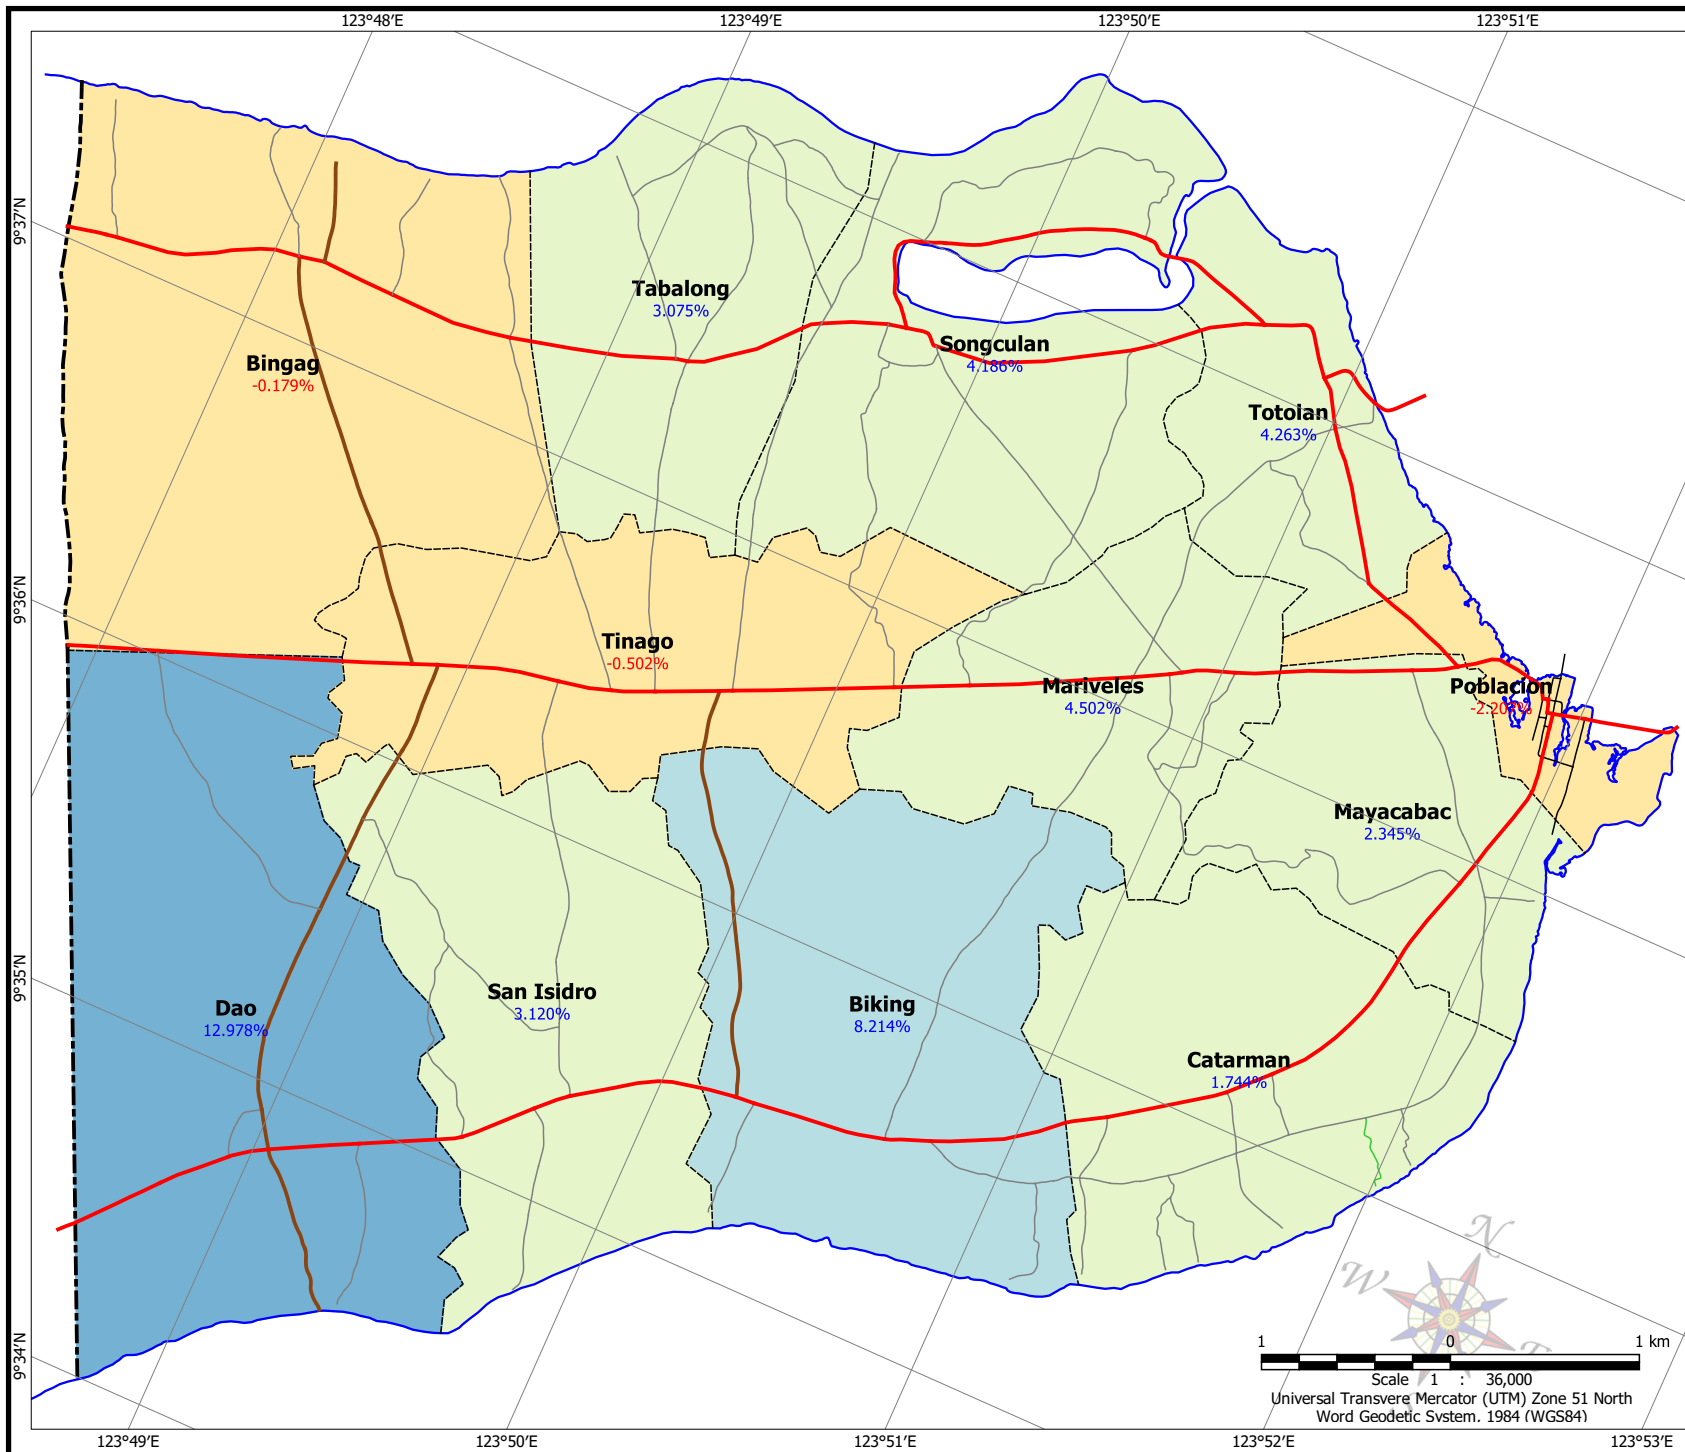 123°48'E 123°49'E 123°50'E 123°51'E
9°37'N
9°36'N
9°35'N
9°34'N
Tabalong
3.075%
Songculan
4.186%
Bingag
-0.179%
Totolan
4.263%
Tinago
-0.502%
Mariveles
4.502%
Poblacion
Mayacabac
2.345%
San Isidro
3.120%
Biking
8.214%
Dao
12.978%
Catarman
1.744%
N
W
1 0 1 km
Scale 1 : 36,000
Universal Transvere Mercator (UTM) Zone 51 North
Word Geodetic System, 1984 (WGS84)
123°49'E 123°50'E 123°51'E 123°52'E 123°53'E